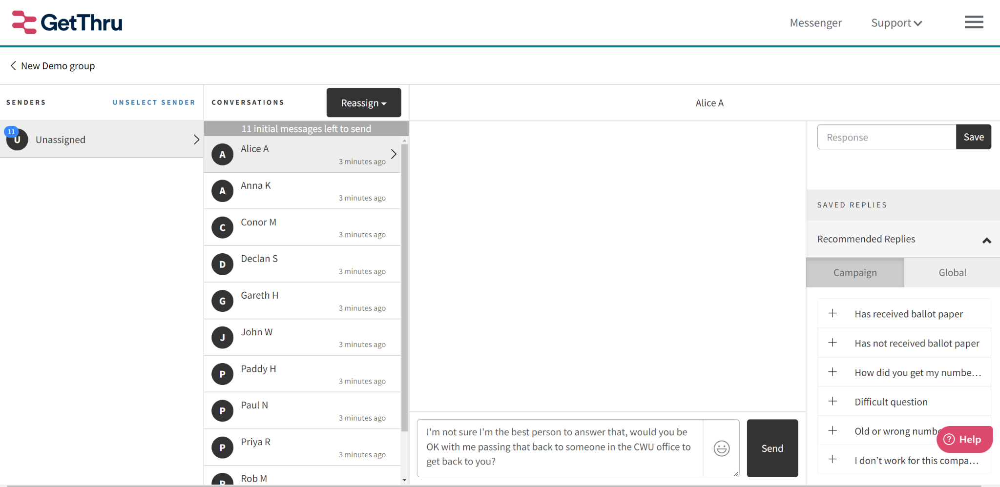 GetThru
Messenger
Support
New Demo group
SENDERS
UNSELECT SENDER
CONVERSATIONS
Reassign
Alice A
11
U
Unassigned
11 initial messages left to send
A
Alice A
3 minutes ago
A
Anna K
3 minutes ago
C
Conor M
3 minutes ago
D
Declan S
3 minutes ago
G
Gareth H
3 minutes ago
J
John W
3 minutes ago
P
Paddy H
3 minutes ago
P
Paul N
3 minutes ago
P
Priya R
3 minutes ago
R
Rob M
I'm not sure I'm the best person to answer that, would you be
OK with me passing that back to someone in the CWU office to
get back to you?
Send
Response
Save
SAVED REPLIES
Recommended Replies
Campaign
Global
Has received ballot paper
Has not received ballot paper
How did you get my numbe...
Difficult question
Old or wrong numbe
I don’t work for this compa...
? Help